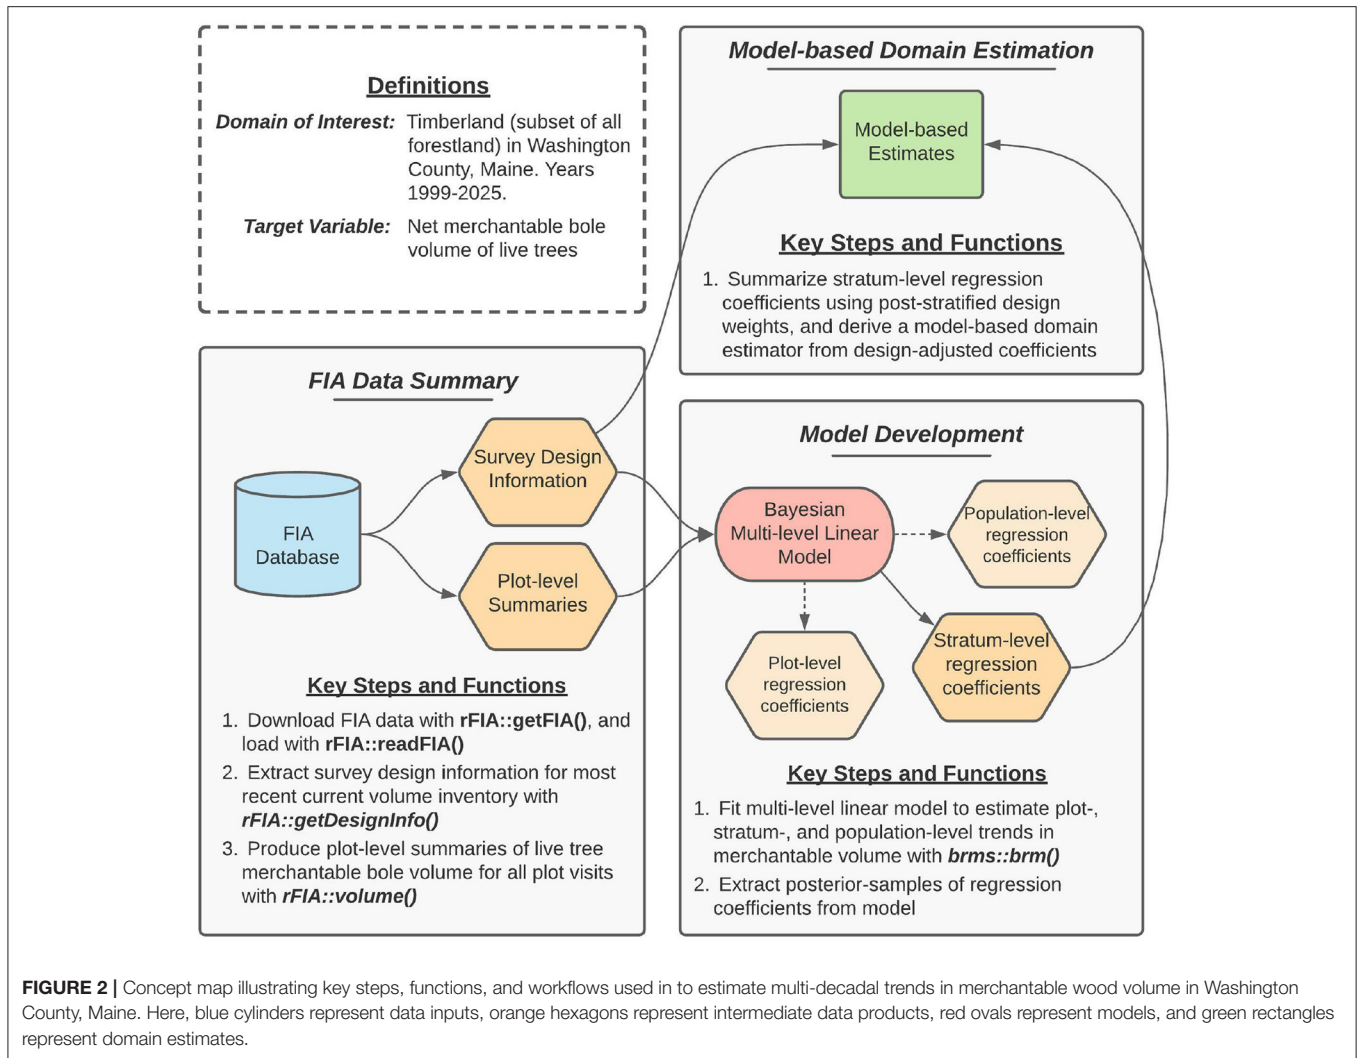 Definitions
Domain of Interest: Timberland (subset of all
forestland) in Washington
County, Maine. Years
1999-2025.
Target Variable: Net merchantable bole
volume of live trees
Model-based Domain Estimation
Model-based
Estimates
Key Steps and Functions
1. Summarize stratum-level regression
coefficients using post-stratified design
weights, and derive a model-based domain
estimator from design-adjusted coefficients
FIA Data Summary
FIA
Database
Survey Design
Information
Plot-level
Summaries
Key Steps and Functions
1. Download FIA data with rFIA::getFIA(), and
load with rFIA::readFIA()
2. Extract survey design information for most
recent current volume inventory with
rFIA::getDesignInfo()
3. Produce plot-level summaries of live tree
merchantable bole volume for all plot visits
with rFIA::volume()
Model Development
Bayesian
Multi-level Linear
Model
Population-level
regression
coefficients
Plot-level
regression
coefficients
Stratum-level
regression
coefficients
Key Steps and Functions
1. Fit multi-level linear model to estimate plot-,
stratum-, and population-level trends in
merchantable volume with brms::brm()
2. Extract posterior-samples of regression
coefficients from model
FIGURE 2 | Concept map illustrating key steps, functions, and workflows used in to estimate multi-decadal trends in merchantable wood volume in Washington
County, Maine. Here, blue cylinders represent data inputs, orange hexagons represent intermediate data products, red ovals represent models, and green rectangles
represent domain estimates.